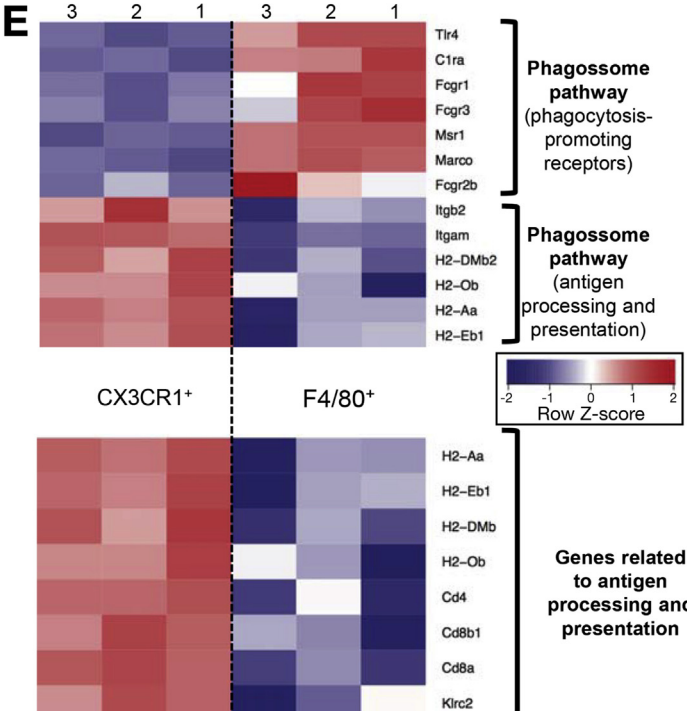 E
3 2 1 3 2 1
Tlr4
C1ra
Fcgr1
Fcgr3
Msr1
Marco
Fcgr2b
Itgb2
Itgam
H2-DMb2
H2-Ob
H2-Aa
H2-Eb1
Phagossome
pathway
(phagocytosis-
promoting
receptors)
Phagossome
pathway
(antigen
processing and
presentation)
CX3CR1+
F4/80+
-2 -1 0 1 2
Row Z-score
H2-Aa
H2-Eb1
H2-DMb
H2-Ob
Cd4
Cd8b1
Cd8a
Klrc2
Genes related
to antigen
processing and
presentation